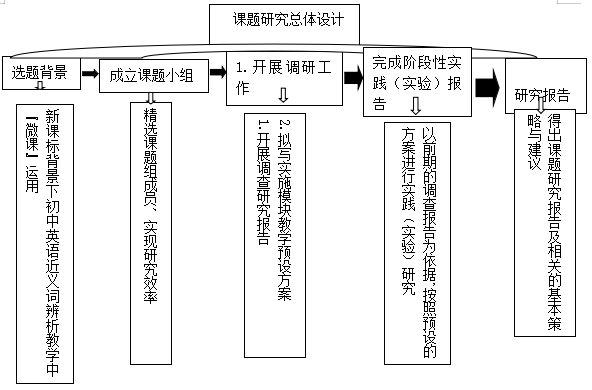 课题研究总体设计
选题背景
成立课题小组
1.开展调研工
作
完成阶段性实
践（实验）报
告
研究报告
新课标背景下初中英语近义词辨析教学中
『微课』运用
精选课题组成员、实现研究效率
2.拟写实施模块教学预设方案
1.开展调查研究报告
以前期的调查报告为依据，按照预设的
方案进行实践（实验）研究
得出课题研究报告及相关的基本策
略与建议